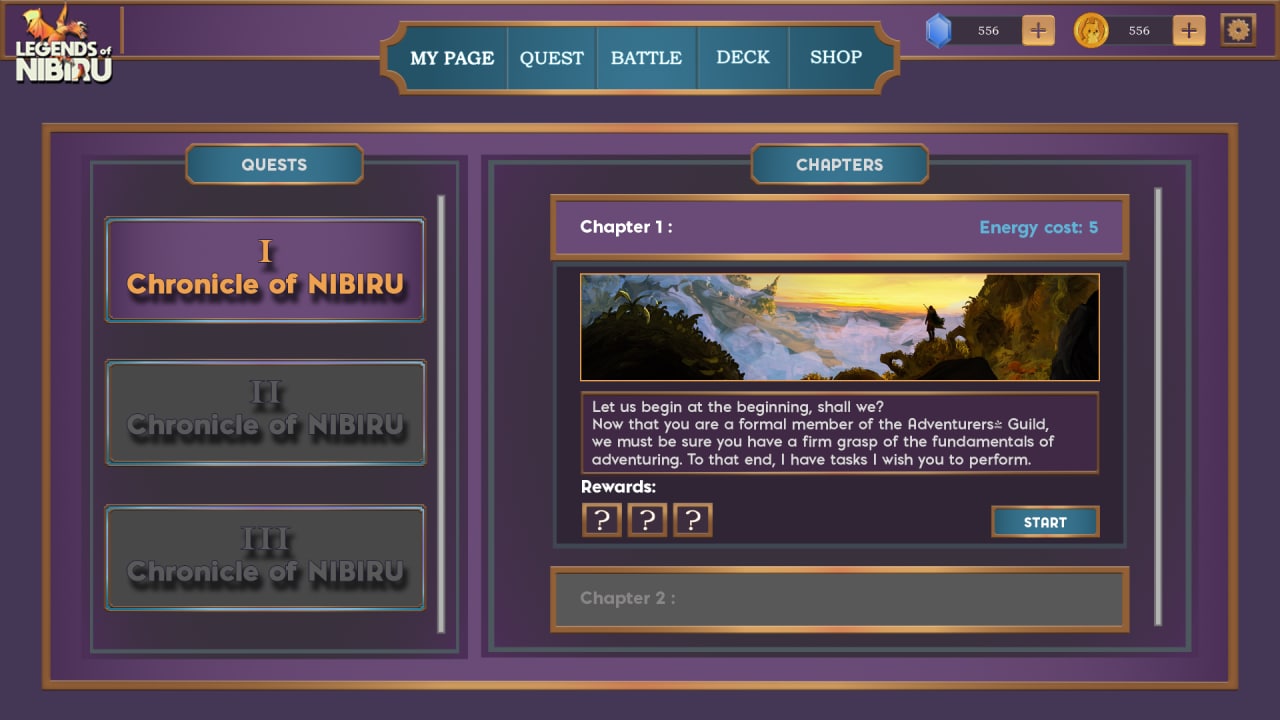 LEGENDS of
NIBIRU
MY PAGE
QUEST
BATTLE
DECK
SHOP
556
+
556
+
QUESTS
I
Chronicle of NIBIRU
II
Chronicle of NIBIRU
III
Chronicle of NIBIRU
CHAPTERS
Chapter 1 :
Energy cost: 5
Let us begin at the beginning, shall we?
Now that you are a formal member of the Adventurers Guild,
we must be sure you have a firm grasp of the fundamentals of
adventuring. To that end, I have tasks I wish you to perform.
Rewards:
? ? ?
START
Chapter 2 :